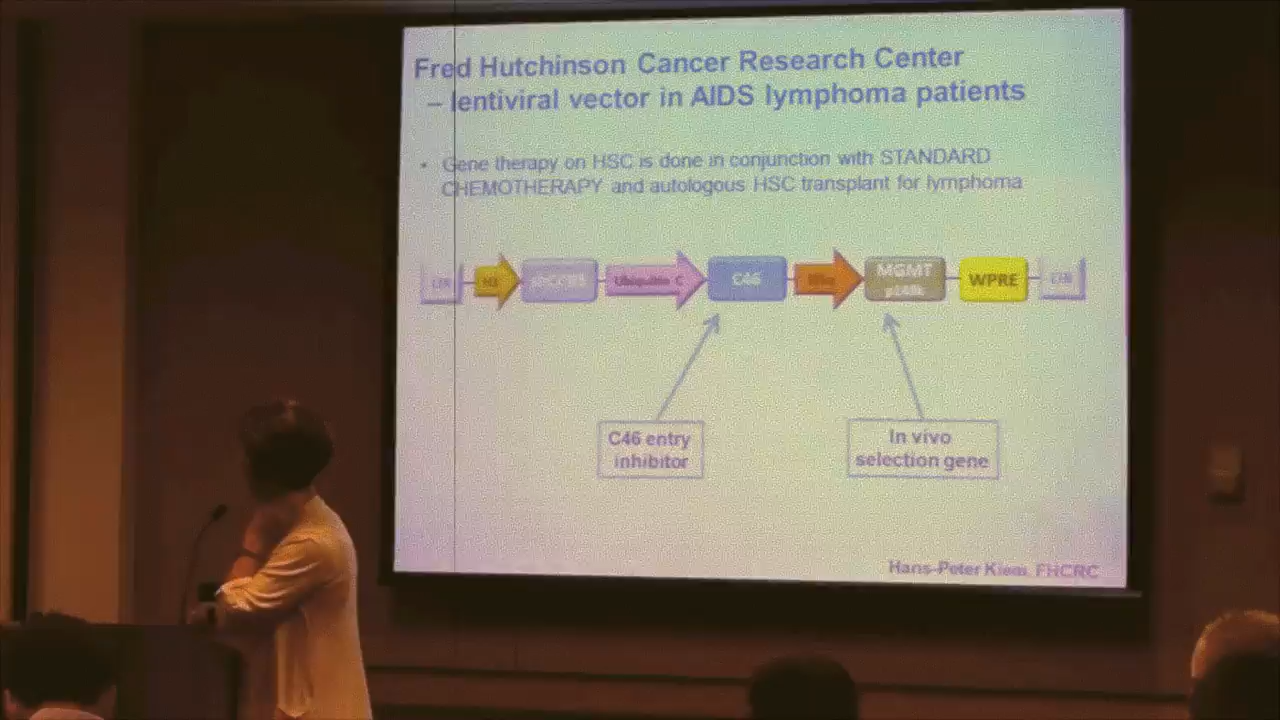 Fred Hutchinson Cancer Research Center
– lentiviral vector in AIDS lymphoma patients
• Gene therapy on HSC is done in conjunction with STANDARD
CHEMOTHERAPY and autologous HSC transplant for lymphoma
Ubiquitin C
C46
MGMT
WPRE
C46 entry
inhibitor
In vivo
selection gene
Hans-Peter Kiem, FHCRC